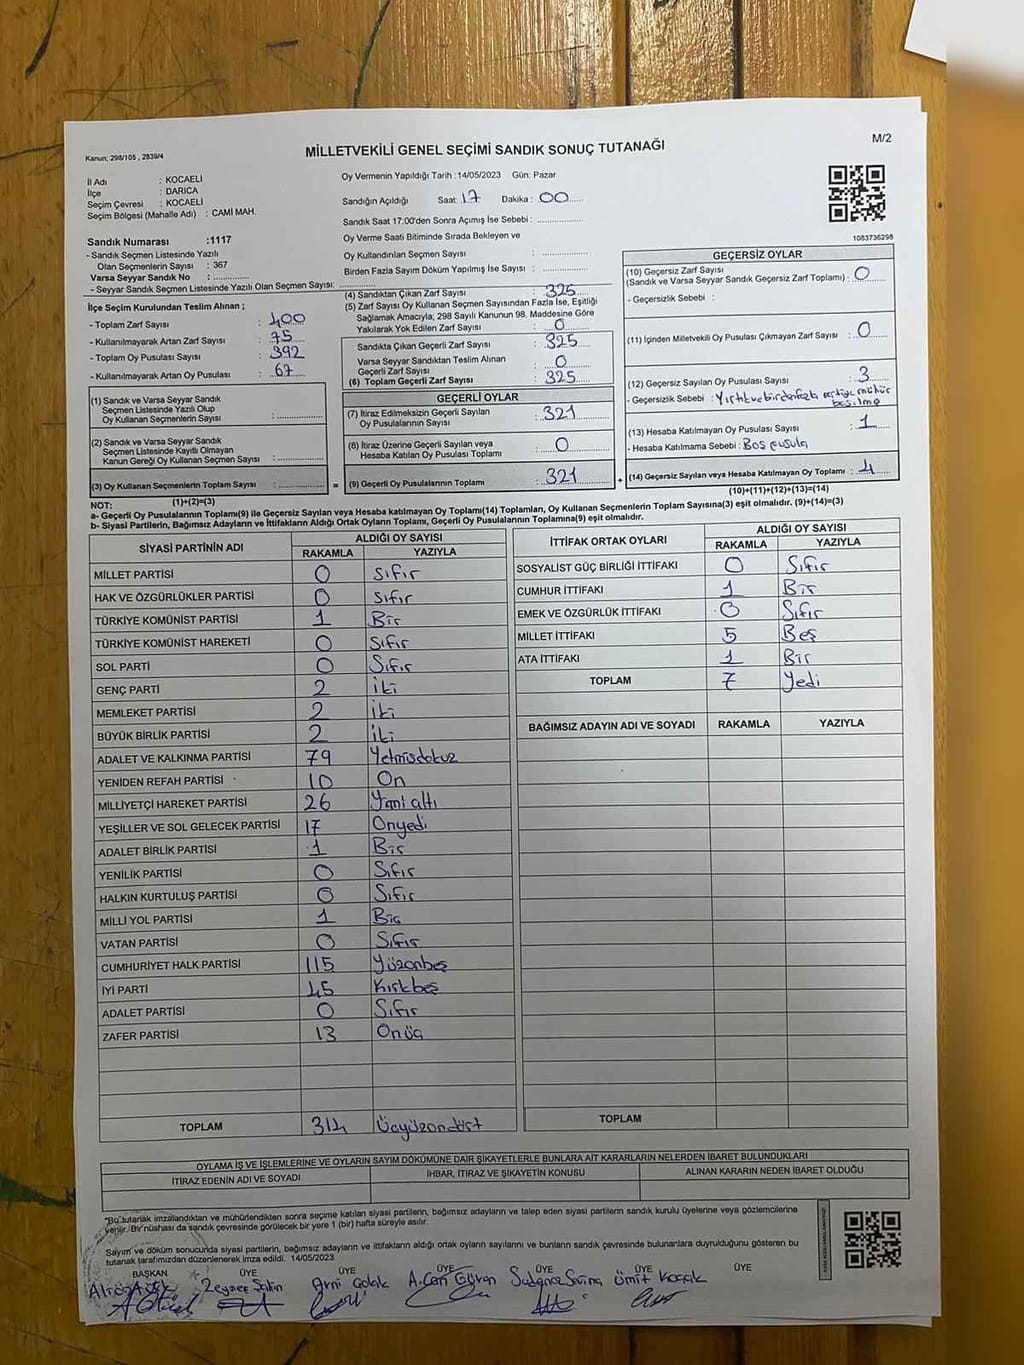 M/2
Kanun; 298/105 , 2839/4
MİLLETVEKİLİ GENEL SEÇİMİ SANDIK SONUÇ TUTANAĞI
İl Adı : KOCAELİ
İlçe : DARICA
Seçim Çevresi : KOCAELİ
Seçim Bölgesi (Mahalle Adı) : CAMİ MAH.
Sandık Numarası :1117
- Sandık Seçmen Listesinde Yazılı
Olan Seçmenlerin Sayısı : 367
Varsa Seyyar Sandık No :
- Seyyar Sandık Seçmen Listesinde Yazılı Olan Seçmen Sayısı:
Oy Vermenin Yapıldığı Tarih :14/05/2023 Gün: Pazar
Sandığın Açıldığı Saat: 17 Dakika : 00
Sandık Saat 17:00'den Sonra Açımış İse Sebebi :
Oy Verme Saati Bitiminde Sırada Bekleyen ve
Oy Kullandırılan Seçmen Sayısı :
Birden Fazla Sayım Döküm Yapılmış İse Sayısı :
1083736298
İlçe Seçim Kurulundan Teslim Alınan ;
- Toplam Zarf Sayısı : 400
- Kullanılmayarak Artan Zarf Sayısı : 75
- Toplam Oy Pusulası Sayısı : 392
- Kullanılmayarak Artan Oy Pusulası : 67
(1) Sandık ve Varsa Seyyar Sandık
Seçmen Listesinde Yazılı Olup
Oy Kullanan Seçmenlerin Sayısı :
(2) Sandık ve Varsa Seyyar Sandık
Seçmen Listesinde Kayıtlı Olmayan
Kanun Gereği Oy Kullanan Seçmen Sayısı :
(3) Oy Kullanan Seçmenlerin Toplam Sayısı :
(1)+(2)=(3)
(4) Sandıktan Çıkan Zarf Sayısı : 325
(5) Zarf Sayısı Oy Kullanan Seçmen Sayısından Fazla İse, Eşitliği
Sağlamak Amacıyla; 298 Sayılı Kanunun 98. Maddesine Göre
Yakılarak Yok Edilen Zarf Sayısı : 0
Sandıkta Çıkan Geçerli Zarf Sayısı : 325
Varsa Seyyar Sandıktan Teslim Alınan
Geçerli Zarf Sayısı : 0
(6) Toplam Geçerli Zarf Sayısı : 325
GEÇERLİ OYLAR
(7) İtiraz Edilmeksizin Geçerli Sayılan
Oy Pusulalarının Sayısı : 321
(8) İtiraz Üzerine Geçerli Sayılan veya
Hesaba Katılan Oy Pusulası Toplamı : 0
= (9) Geçerli Oy Pusulalarının Toplamı : 321 +
GEÇERSİZ OYLAR
(10) Geçersiz Zarf Sayısı
(Sandık ve Varsa Seyyar Sandık Geçersiz Zarf Toplamı) : 0
- Geçersizlik Sebebi :
(11) İçinden Milletvekili Oy Pusulası Çıkmayan Zarf Sayısı : 0
(12) Geçersiz Sayılan Oy Pusulası Sayısı : 3
- Geçersizlik Sebebi : Yırtık ve birden fazla partiye mühür
basılma
(13) Hesaba Katılmayan Oy Pusulası Sayısı : 1
- Hesaba Katılmama Sebebi : Boş pusula
(14) Geçersiz Sayılan veya Hesaba Katılmayan Oy Toplamı : 4
(10)+(11)+(12)+(13)=(14)
NOT:
a- Geçerli Oy Pusulalarının Toplamı(9) ile Geçersiz Sayılan veya Hesaba katılmayan Oy Toplamı(14) Toplamları, Oy Kullanan Seçmenlerin Toplam Sayısına(3) eşit olmalıdır. (9)+(14)=(3)
b- Siyasi Partilerin, Bağımsız Adayların ve İttifakların Aldığı Ortak Oyların Toplamı, Geçerli Oy Pusulalarının Toplamına(9) eşit olmalıdır.
SİYASİ PARTİNİN ADI ALDIĞI OY SAYISI
RAKAMLA YAZIYLA
MİLLET PARTİSİ 0 Sıfır
HAK VE ÖZGÜRLÜKLER PARTİSİ 0 Sıfır
TÜRKİYE KOMÜNİST PARTİSİ 1 Bir
TÜRKİYE KOMÜNİST HAREKETİ 0 Sıfır
SOL PARTİ 0 Sıfır
GENÇ PARTİ 2 İki
MEMLEKET PARTİSİ 2 İki
BÜYÜK BİRLİK PARTİSİ 2 İki
ADALET VE KALKINMA PARTİSİ 79 Yetmişdokuz
YENİDEN REFAH PARTİSİ 10 On
MİLLİYETÇİ HAREKET PARTİSİ 26 Yirmi altı
YEŞİLLER VE SOL GELECEK PARTİSİ 17 Onyedi
ADALET BİRLİK PARTİSİ 1 Bir
YENİLİK PARTİSİ 0 Sıfır
HALKIN KURTULUŞ PARTİSİ 0 Sıfır
MİLLİ YOL PARTİSİ 1 Bir
VATAN PARTİSİ 0 Sıfır
CUMHURİYET HALK PARTİSİ 115 Yüzonbeş
İYİ PARTİ 45 Kırkbeş
ADALET PARTİSİ 0 Sıfır
ZAFER PARTİSİ 13 Onüç
TOPLAM 314 Üçyüzondört
İTTİFAK ORTAK OYLARI ALDIĞI OY SAYISI
RAKAMLA YAZIYLA
SOSYALİST GÜÇ BİRLİĞİ İTTİFAKI 0 Sıfır
CUMHUR İTTİFAKI 1 Bir
EMEK VE ÖZGÜRLÜK İTTİFAKI 0 Sıfır
MİLLET İTTİFAKI 5 Beş
ATA İTTİFAKI 1 Bir
TOPLAM 7 Yedi
BAĞIMSIZ ADAYIN ADI VE SOYADI RAKAMLA YAZIYLA
TOPLAM
OYLAMA İŞ VE İŞLEMLERİNE VE OYLARIN SAYIM DÖKÜMÜNE DAİR ŞİKAYETLERLE BUNLARA AİT KARARLARIN NELERDEN İBARET BULUNDUKLARI
İTİRAZ EDENİN ADI VE SOYADI İHBAR, İTİRAZ VE ŞİKAYETİN KONUSU ALINAN KARARIN NEDEN İBARET OLDUĞU
"Bu tutanak imzalandıktan ve mühürlendikten sonra seçime katılan siyasi partilerin, bağımsız adayların ve talep eden siyasi partilerin sandık kurulu üyelerine veya gözlemcilerine
verilir. Bir nüshası da sandık çevresinde görülecek bir yere 1 (bir) hafta süreyle asılır.
Sayım ve döküm sonucunda siyasi partilerin, bağımsız adayların ve ittifakların aldığı ortak oyların sayılarını ve bunların sandık çevresinde bulunanlara duyrulduğunu gösteren bu
tutanak tarafımızdan düzenlenerek imza edildi. 14/05/2023
BAŞKAN ÜYE ÜYE ÜYE ÜYE ÜYE ÜYE
Zeynep A.Can Güven Ümit Koçak